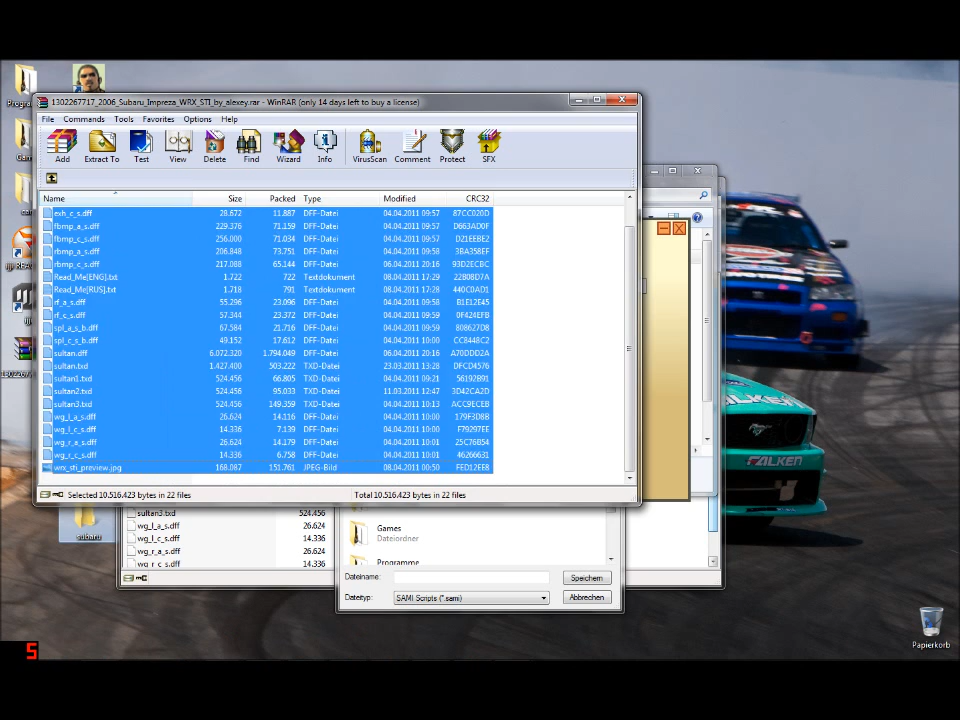 1302267717_2006_Subaru_Impreza_WRX_STI_by_alexey.rar - WinRAR (only 14 days left to buy a license)
File Commands Tools Favorites Options Help
Add Extract To Test View Delete Find Wizard Info VirusScan Comment Protect SFX
Name Size Packed Type Modified CRC32
exh_c_s.dff 28.672 11.887 DFF-Datei 04.04.2011 09:57 87CC020D
fbmp_a_s.dff 229.376 71.159 DFF-Datei 04.04.2011 09:57 D663AD0F
fbmp_c_s.dff 256.000 71.034 DFF-Datei 04.04.2011 09:57 D21EEBE2
rbmp_a_s.dff 206.848 73.751 DFF-Datei 04.04.2011 09:57 3BA358EF
rbmp_c_s.dff 217.088 65.144 DFF-Datei 06.04.2011 20:16 93D2ECBC
Read_Me[ENG].txt 1.722 722 Textdokument 08.04.2011 17:29 22B08D7A
Read_Me[RUS].txt 1.718 791 Textdokument 08.04.2011 17:28 440C0AD1
rf_a_s.dff 55.296 23.096 DFF-Datei 04.04.2011 09:58 B1E12E45
rf_c_s.dff 57.344 23.372 DFF-Datei 04.04.2011 09:59 0F424EFB
spl_a_s_b.dff 67.584 21.716 DFF-Datei 04.04.2011 09:59 808627D8
spl_c_s_b.dff 49.152 17.612 DFF-Datei 04.04.2011 09:59 CC8448C2
sultan.dff 6.072.320 1.794.049 DFF-Datei 06.04.2011 20:16 A70DDD2A
sultan.txd 1.427.400 503.222 TXD-Datei 23.03.2011 13:28 DFCD4576
sultan1.txd 524.456 66.805 TXD-Datei 04.04.2011 09:21 56192B91
sultan2.txd 524.456 95.033 TXD-Datei 11.03.2011 12:47 3D42CA2D
sultan3.txd 524.456 149.359 TXD-Datei 04.04.2011 10:13 ACC9ECEB
wg_l_a_s.dff 26.624 14.116 DFF-Datei 04.04.2011 10:00 179F3D8B
wg_l_c_s.dff 14.336 7.139 DFF-Datei 04.04.2011 10:00 F79297EE
wg_r_a_s.dff 26.624 14.179 DFF-Datei 04.04.2011 10:01 25C76B54
wg_r_c_s.dff 14.336 6.758 DFF-Datei 04.04.2011 10:01 46266631
wrx_sti_preview.jpg 168.087 151.761 JPEG-Bild 08.04.2011 00:50 FED12EE8
Selected 10.516.423 bytes in 22 files Total 10.516.423 bytes in 22 files
sultan3.txd 524.456
wg_l_a_s.dff 26.624
wg_l_c_s.dff 14.336
wg_r_a_s.dff 26.624
wg_r_c_s.dff 14.336
Games
Dateiordner
Programme
Dateiname: Speichern
Dateityp: SAMI Scripts (*.sami) Abbrechen
subaru
FALKEN
Papierkorb
5